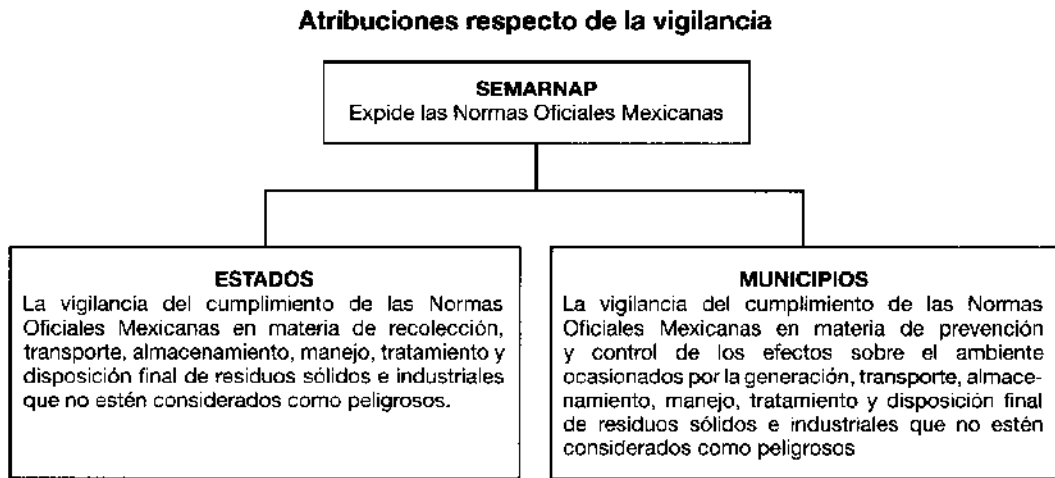 Atribuciones respecto de la vigilancia
SEMARNAP
Expide las Normas Oficiales Mexicanas
ESTADOS
La vigilancia del cumplimiento de las Normas
Oficiales Mexicanas en materia de recolección,
transporte, almacenamiento, manejo, tratamiento y
disposición final de residuos sólidos e industriales
que no estén considerados como peligrosos.
MUNICIPIOS
La vigilancia del cumplimiento de las Normas
Oficiales Mexicanas en materia de prevención
y control de los efectos sobre el ambiente
ocasionados por la generación, transporte, almace-
namiento, manejo, tratamiento y disposición final
de residuos sólidos e industriales que no estén
considerados como peligrosos